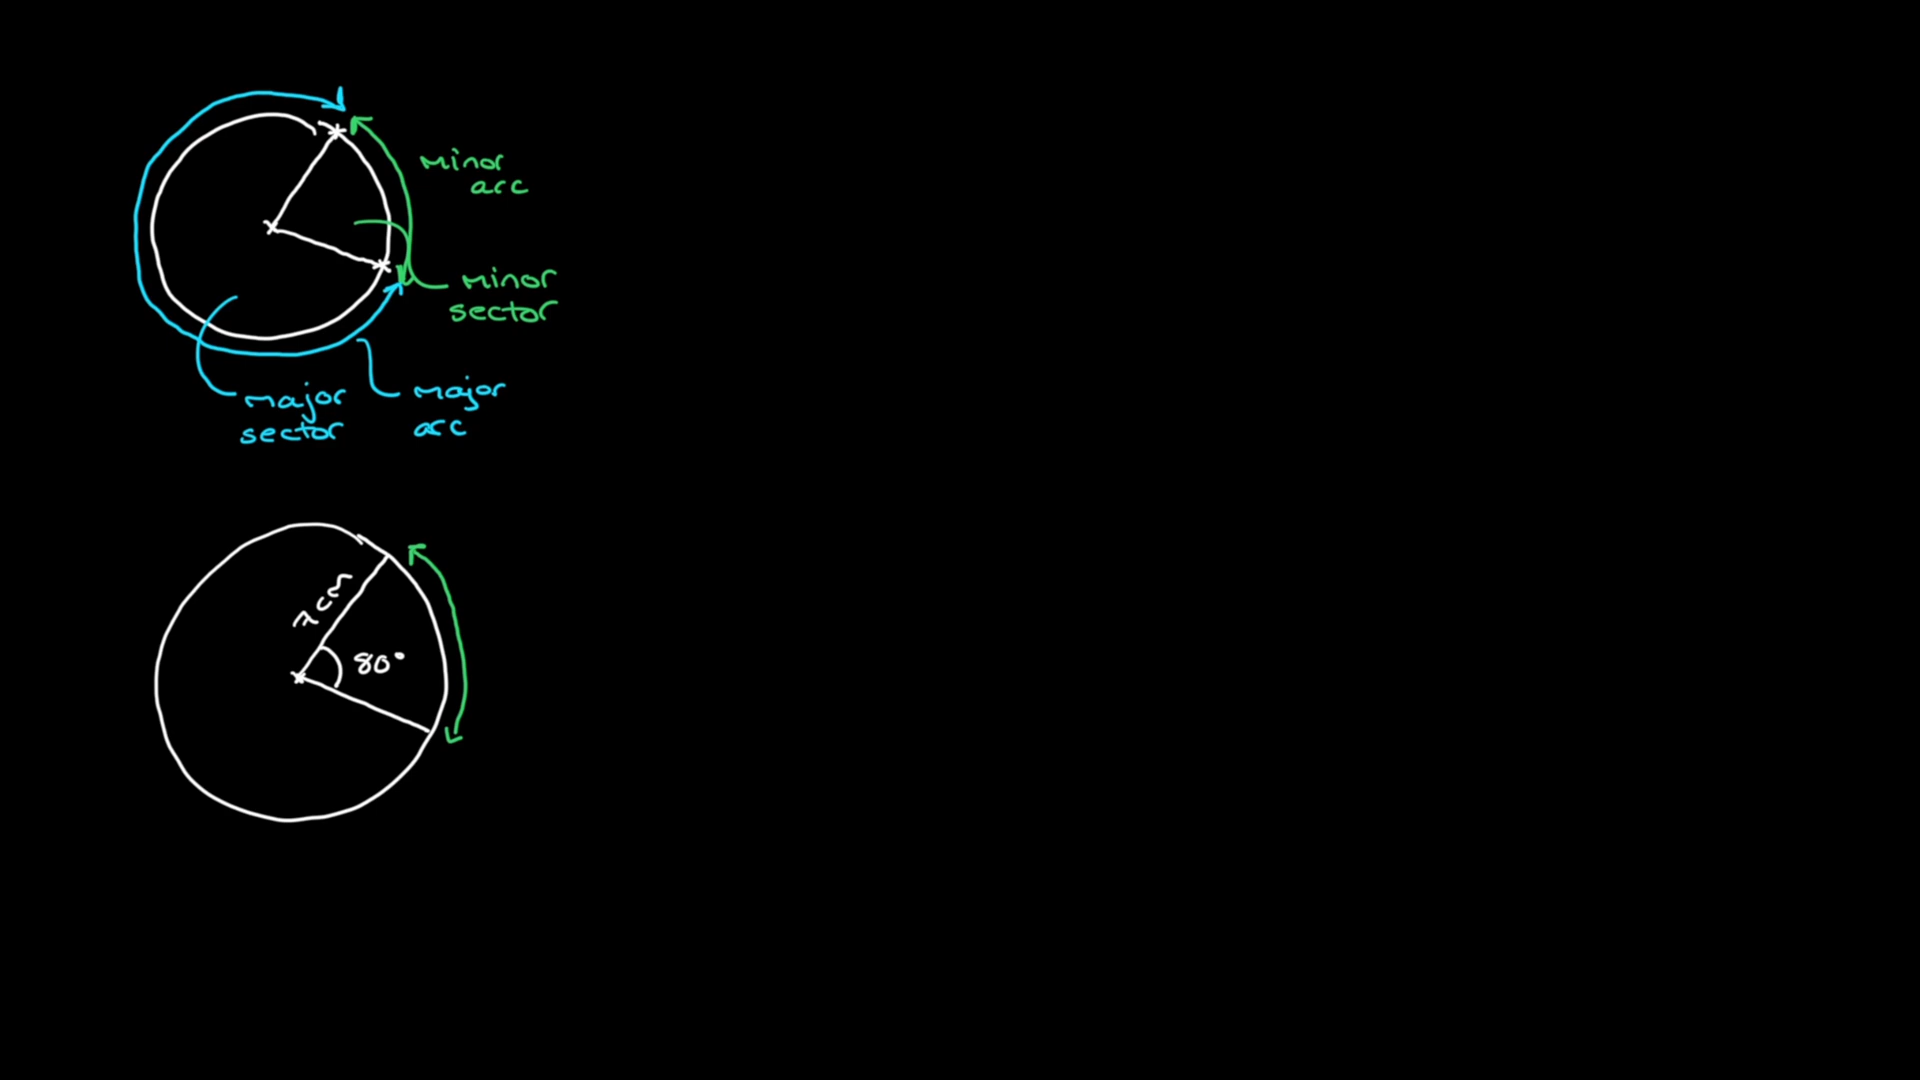 minor
arc
minor
sector
major
sector
major
arc
7cm
80°